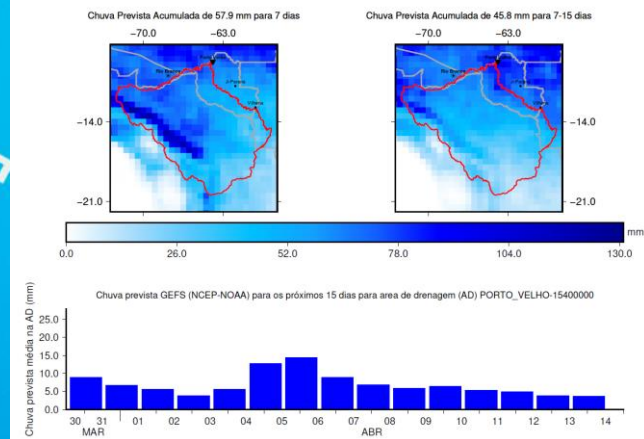 Chuva Prevista Acumulada de 57.9 mm para 7 dias
Chuva Prevista Acumulada de 45.8 mm para 7-15 dias
−70.0 −63.0
−70.0 −63.0
Rio Branco
Ji-Paraná
Vilhena
−14.0
−21.0
−14.0
−21.0
mm
0.0 26.0 52.0 78.0 104.0 130.0
Chuva prevista GEFS (NCEP-NOAA) para os próximos 15 dias para area de drenagem (AD) PORTO_VELHO-15400000
Chuva prevista média na AD (mm)
25.0
20.0
15.0
10.0
5.0
0.0
30 31 01 02 03 04 05 06 07 08 09 10 11 12 13 14
MAR ABR